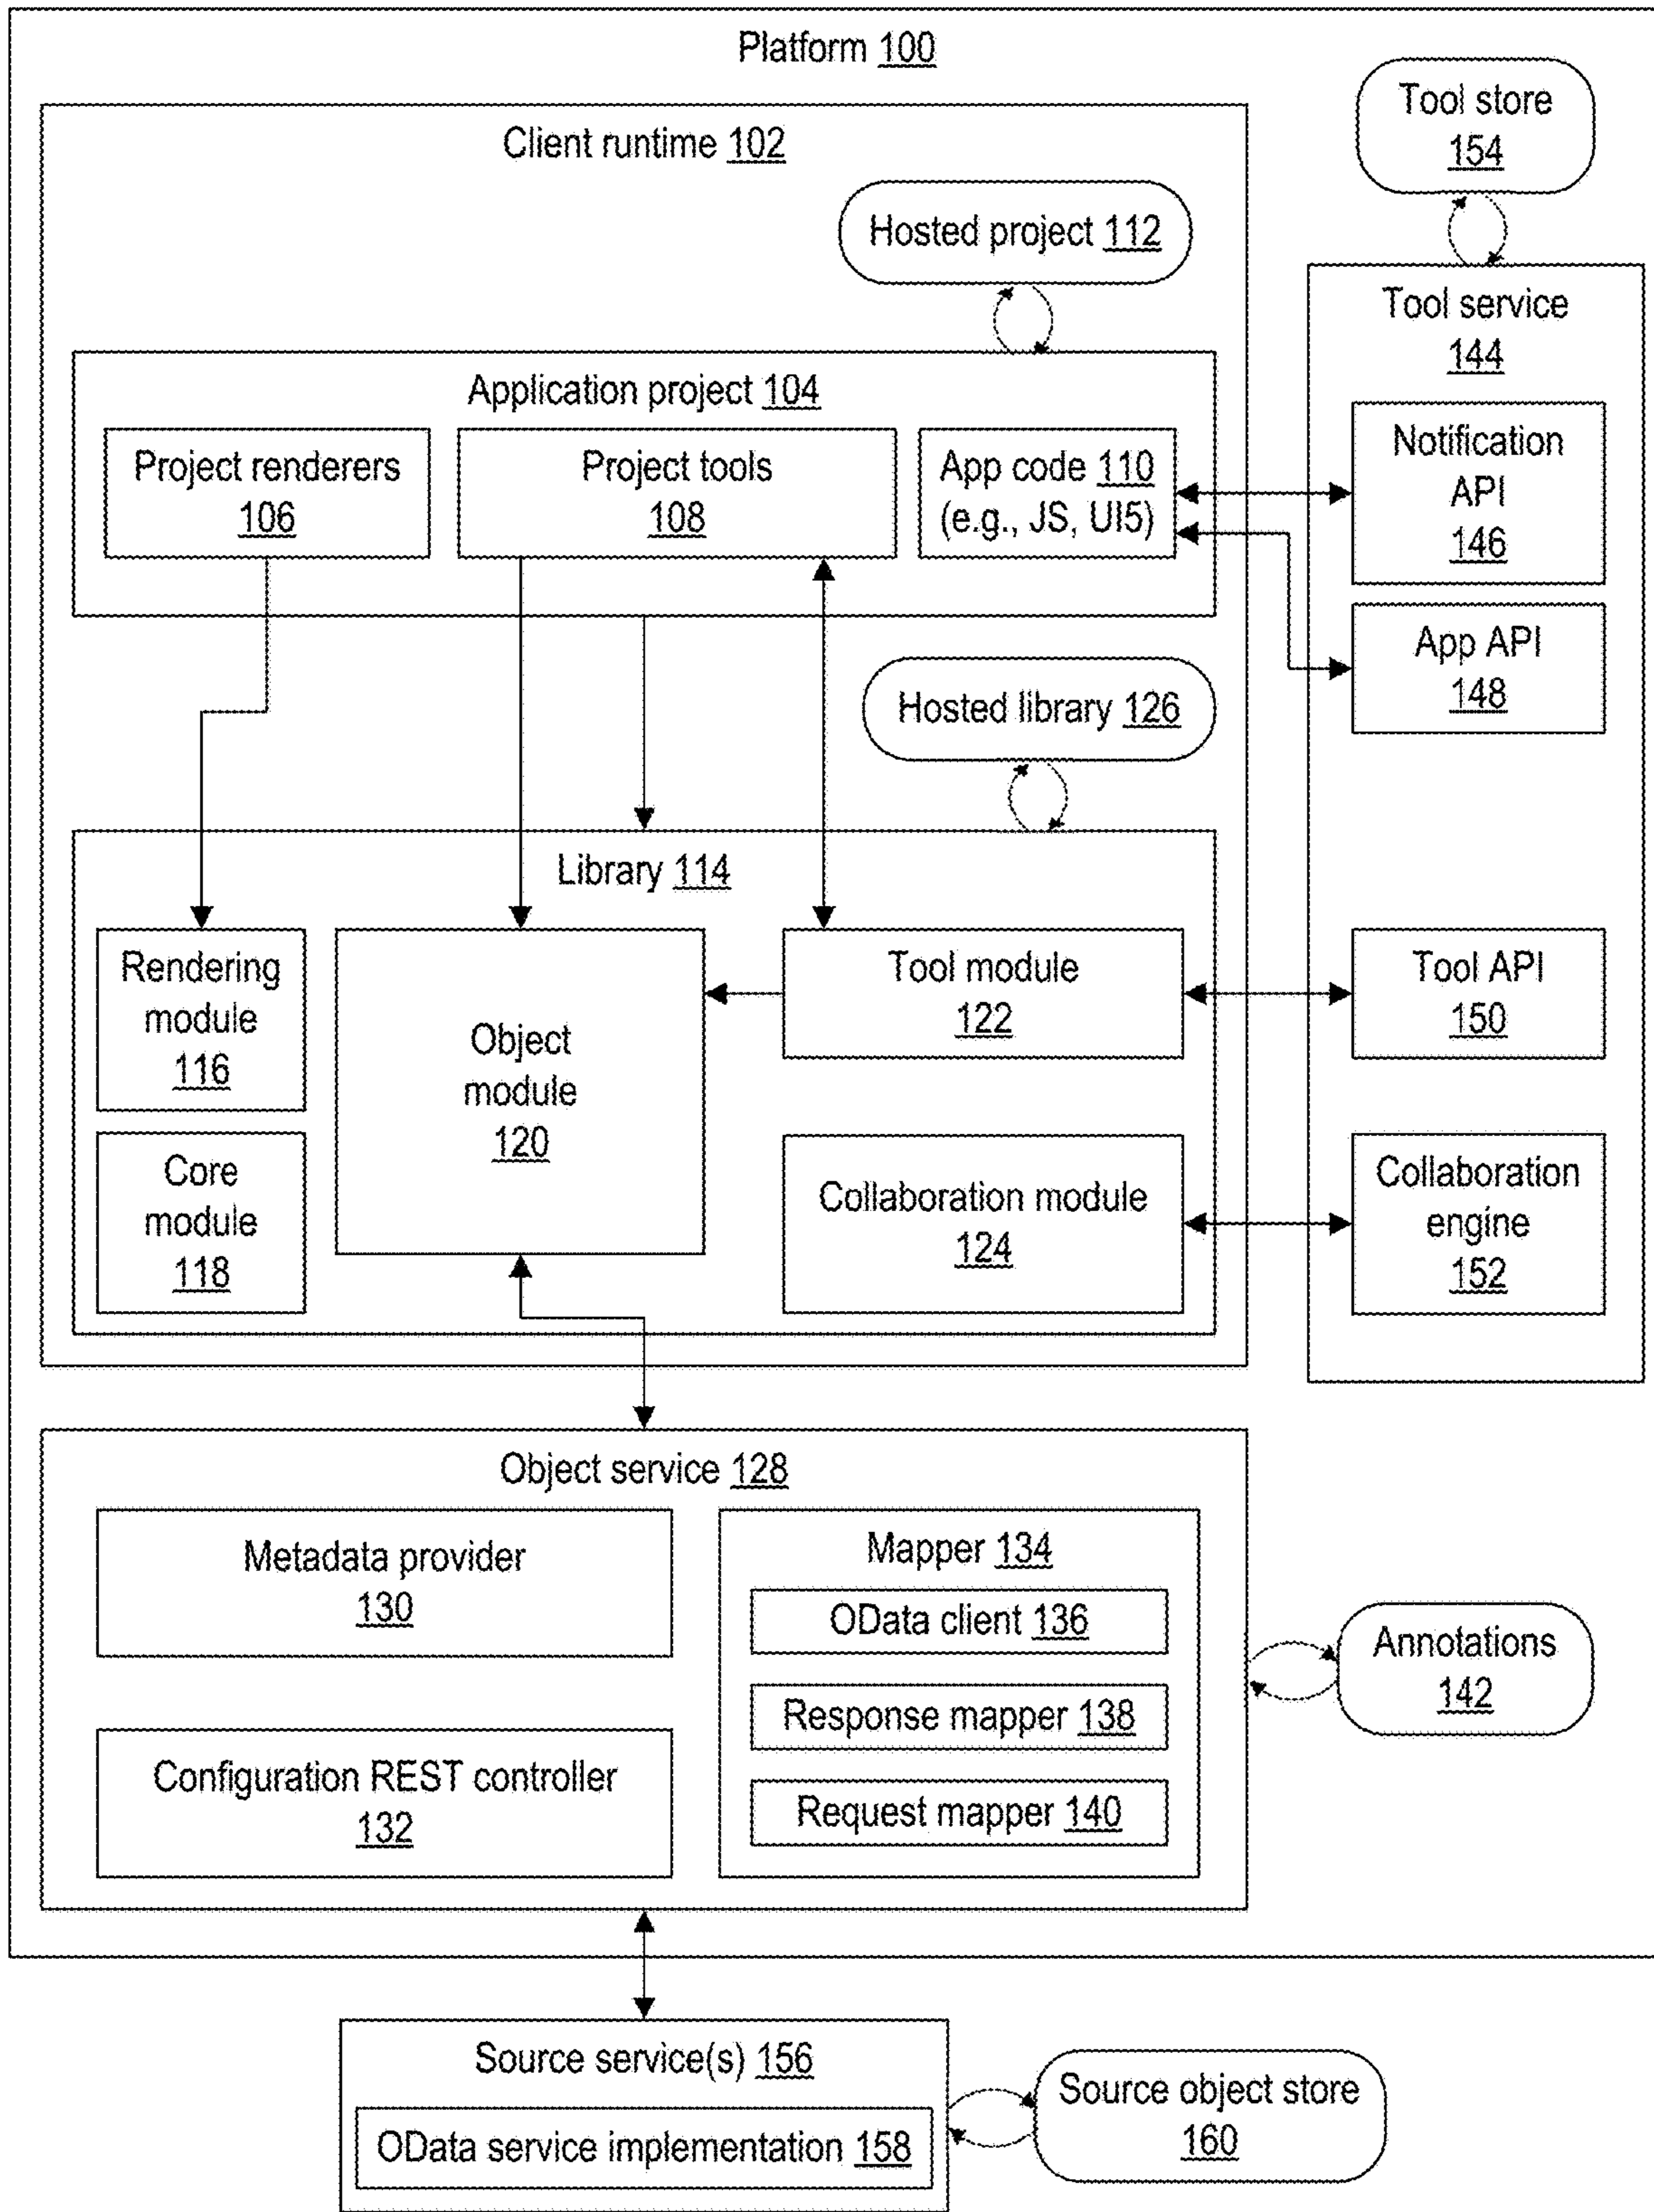 Platform 100
Client runtime 102
Tool store
154
Hosted project 112
Tool service
144
Application project 104
Project renderers
106
Project tools
108
App code 110
(e.g., JS, UI5)
Notification
API
146
App API
148
Hosted library 126
Library 114
Rendering
module
116
Core
module
118
Object
module
120
Tool module
122
Collaboration module
124
Tool API
150
Collaboration
engine
152
Object service 128
Metadata provider
130
Configuration REST controller
132
Mapper 134
OData client 136
Response mapper 138
Request mapper 140
Annotations
142
Source service(s) 156
OData service implementation 158
Source object store
160